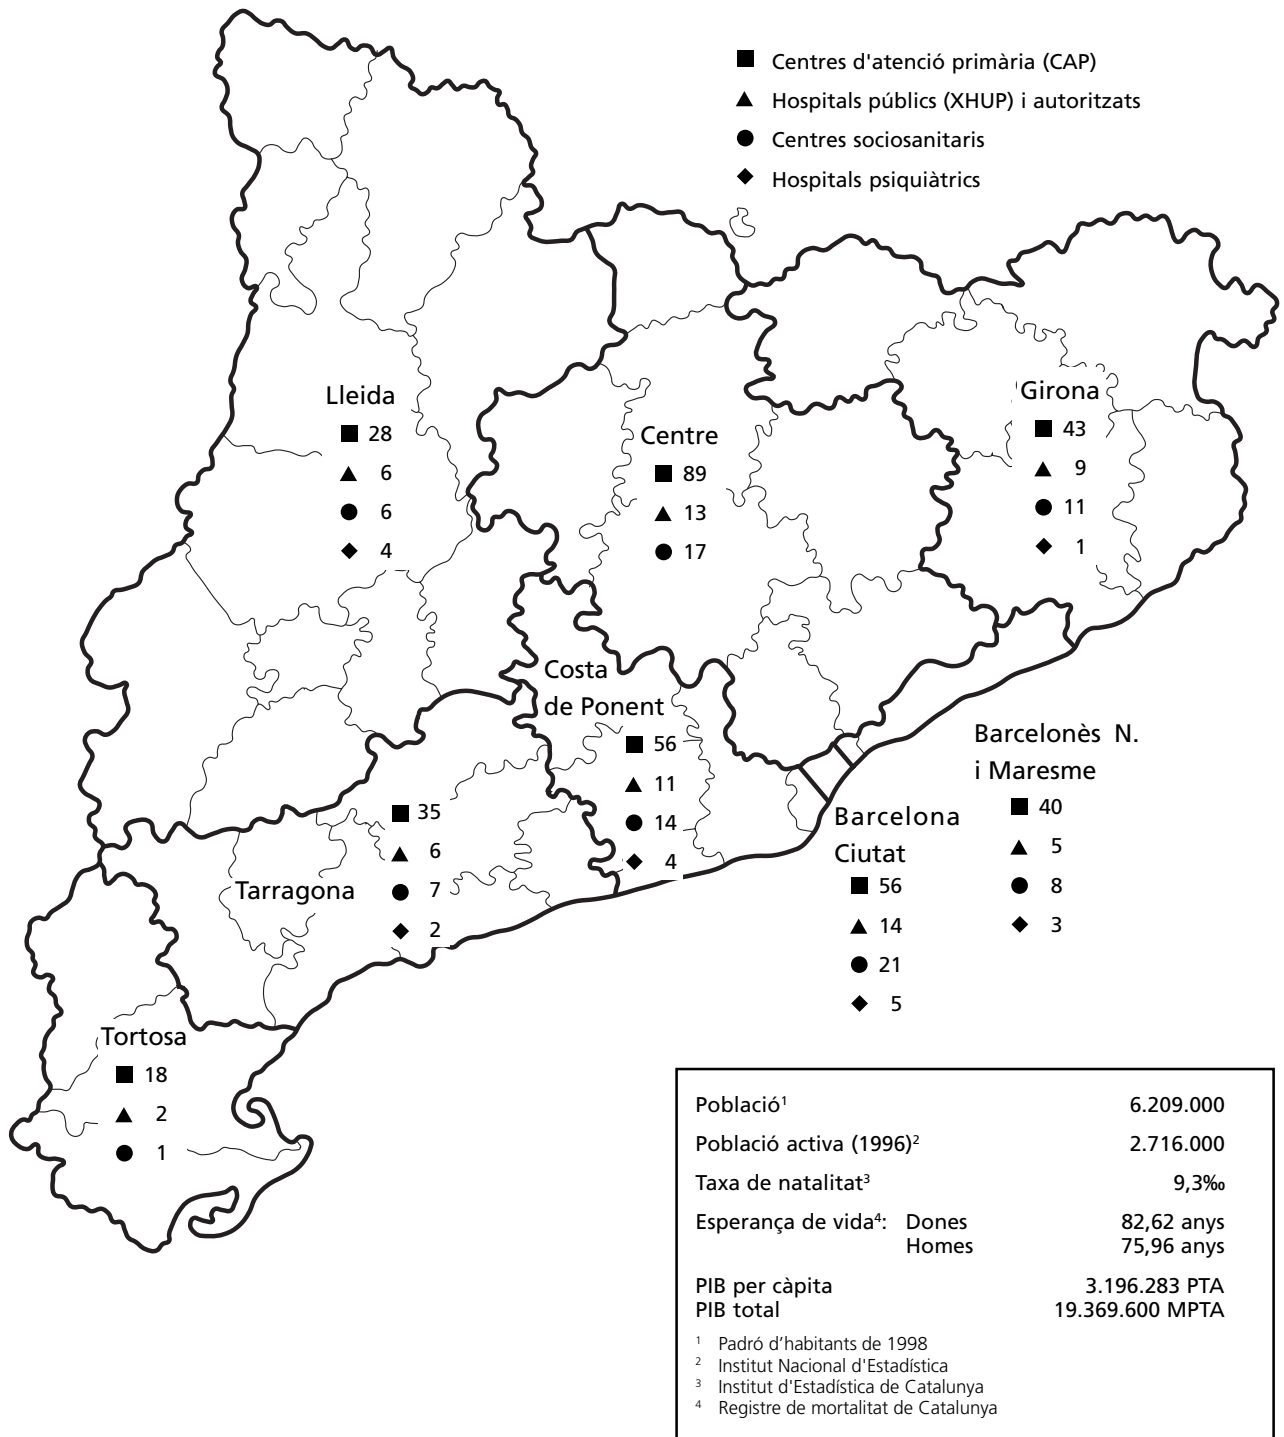 ■ Centres d'atenció primària (CAP)
▲ Hospitals públics (XHUP) i autoritzats
● Centres sociosanitaris
◆ Hospitals psiquiàtrics
Lleida
■ 28
▲ 6
● 6
◆ 4
Centre
■ 89
▲ 13
● 17
Girona
■ 43
▲ 9
● 11
◆ 1
Costa
de Ponent
■ 56
▲ 11
● 14
◆ 4
Barcelonès N.
i Maresme
■ 40
▲ 5
● 8
◆ 3
Barcelona
Ciutat
■ 56
▲ 14
● 21
◆ 5
Tarragona
■ 35
▲ 6
● 7
◆ 2
Tortosa
■ 18
▲ 2
● 1
Població¹ 6.209.000
Població activa (1996)² 2.716.000
Taxa de natalitat³ 9,3‰
Esperança de vida⁴: Dones 82,62 anys
Homes 75,96 anys
PIB per càpita 3.196.283 PTA
PIB total 19.369.600 MPTA
¹ Padró d’habitants de 1998
² Institut Nacional d'Estadística
³ Institut d'Estadística de Catalunya
⁴ Registre de mortalitat de Catalunya